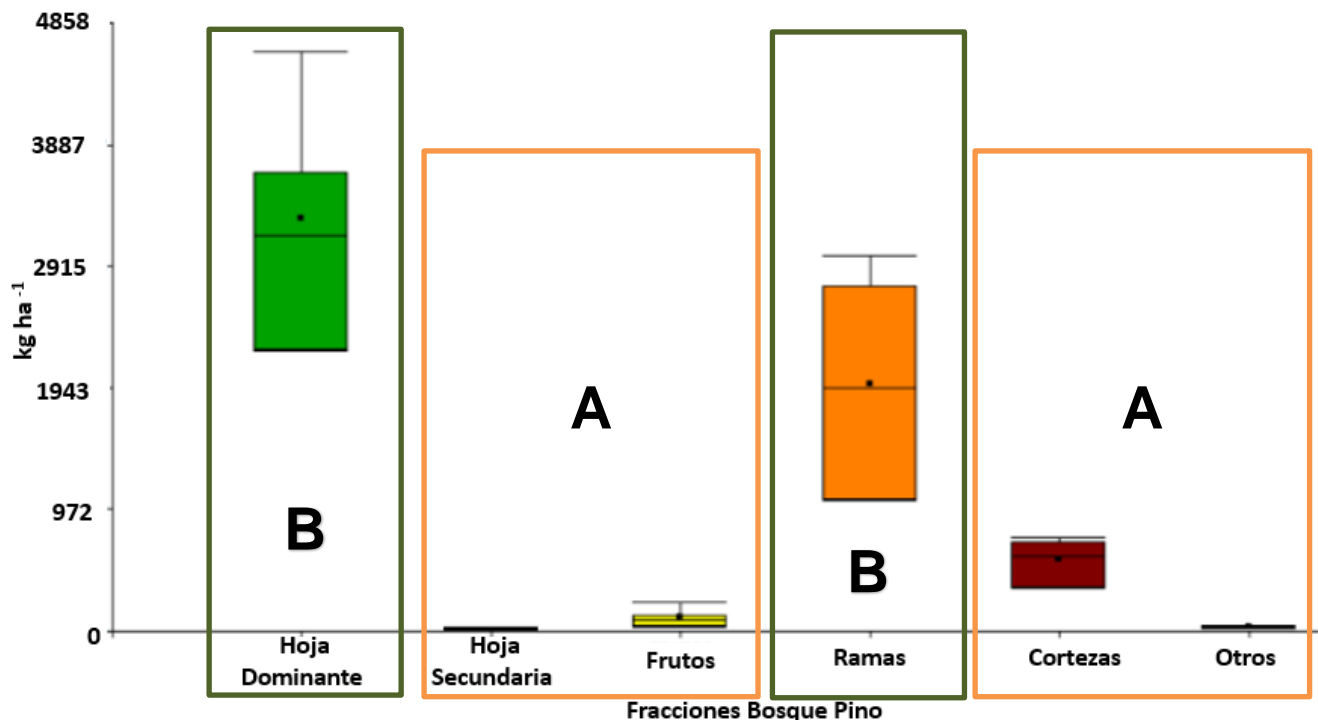 4858
3887
2915
1943
972
0
kg ha⁻¹
B
A
B
A
Hoja
Dominante
Hoja
Secundaria
Frutos
Ramas
Cortezas
Otros
Fracciones Bosque Pino